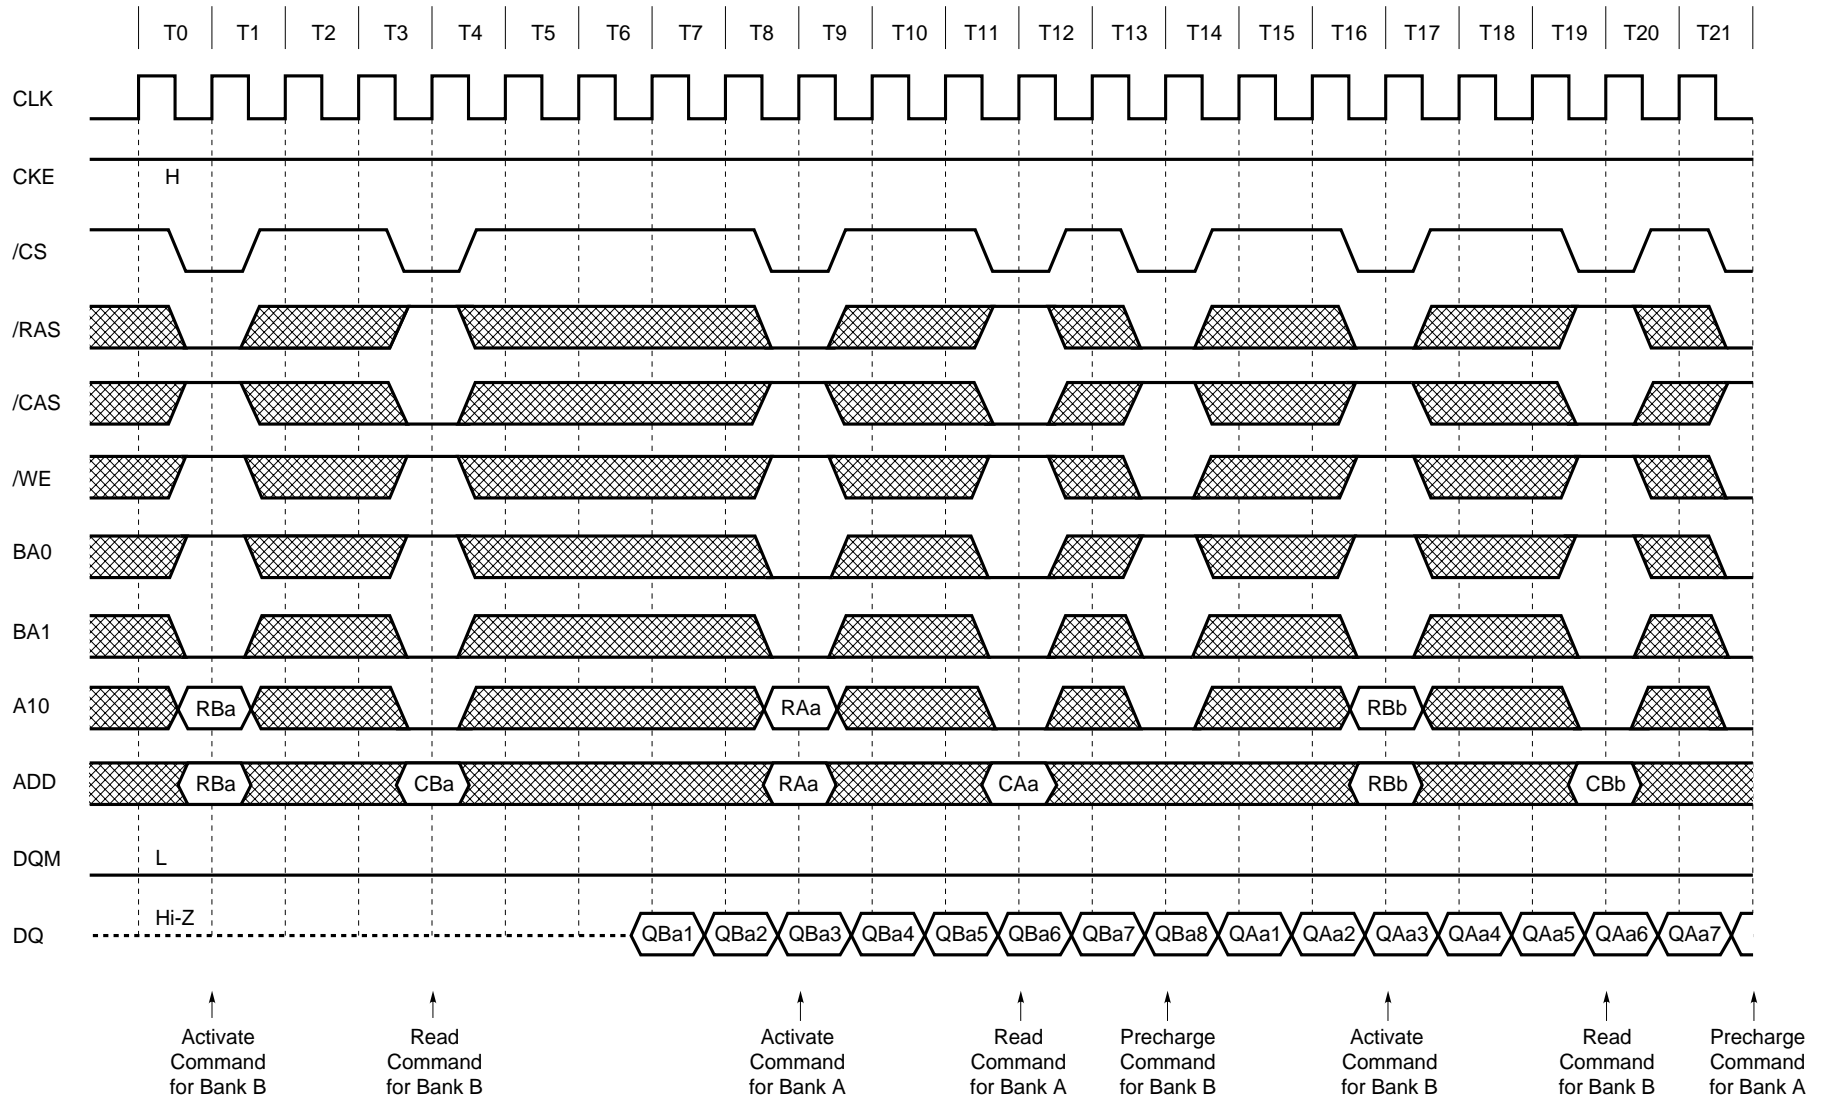 T0 T1 T2 T3 T4 T5 T6 T7 T8 T9 T10 T11 T12 T13 T14 T15 T16 T17 T18 T19 T20 T21
CLK
CKE H
/CS
/RAS
/CAS
/WE
BA0
BA1
A10 RBa RAa RBb
ADD RBa CBa RAa CAa RBb CBb
DQM L
Hi-Z
DQ QBa1 QBa2 QBa3 QBa4 QBa5 QBa6 QBa7 QBa8 QAa1 QAa2 QAa3 QAa4 QAa5 QAa6 QAa7
Activate Command for Bank B
Read Command for Bank B
Activate Command for Bank A
Read Command for Bank A
Precharge Command for Bank B
Activate Command for Bank B
Read Command for Bank B
Precharge Command for Bank A